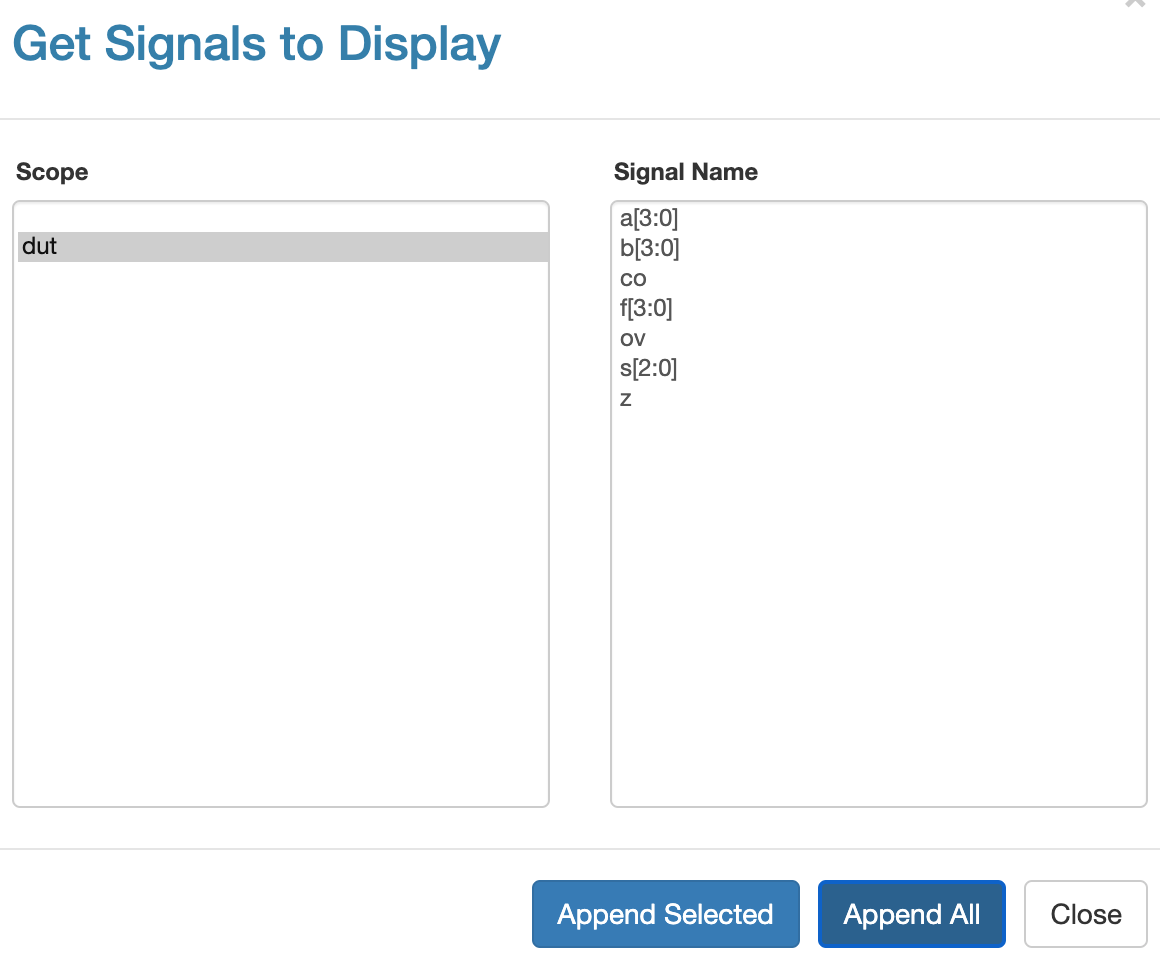 Get Signals to Display
Scope
Signal Name
dut
a[3:0]
b[3:0]
co
f[3:0]
ov
s[2:0]
z
Append Selected
Append All
Close